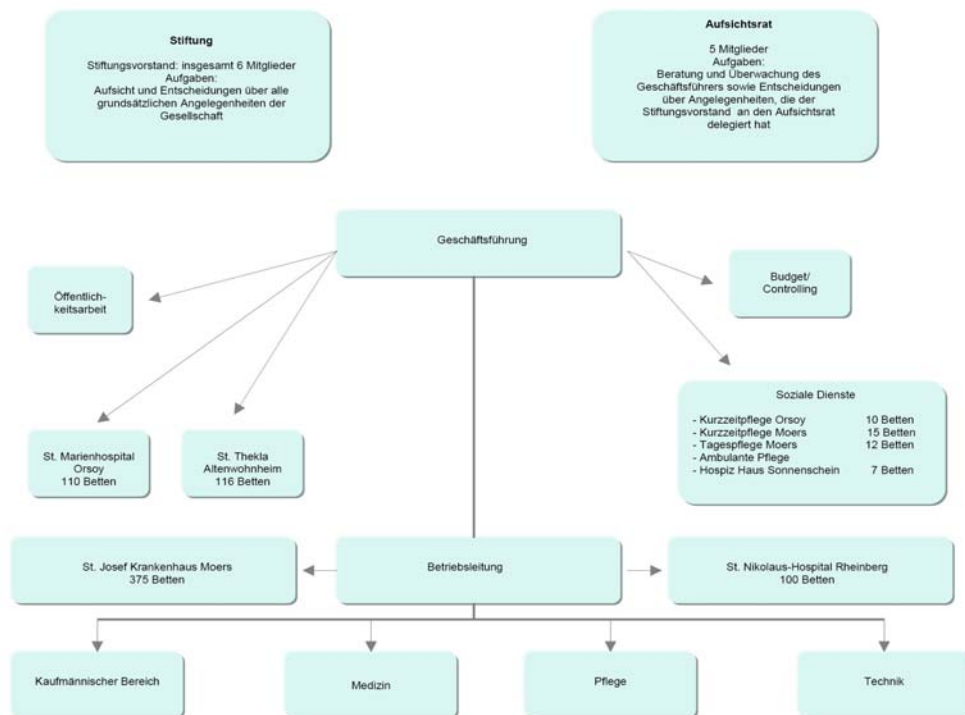 Stiftung
Stiftungsvorstand: insgesamt 6 Mitglieder
Aufgaben:
Aufsicht und Entscheidungen über alle
grundsätzlichen Angelegenheiten der
Gesellschaft
Aufsichtsrat
5 Mitglieder
Aufgaben:
Beratung und Überwachung des
Geschäftsführers sowie Entscheidungen
über Angelegenheiten, die der
Stiftungsvorstand an den Aufsichtsrat
delegiert hat
Geschäftsführung
Öffentlich-
keitsarbeit
Budget/
Controlling
St. Marienhospital
Orsoy
110 Betten
St. Thekla
Altenwohnheim
116 Betten
Soziale Dienste
- Kurzzeitpflege Orsoy 10 Betten
- Kurzzeitpflege Moers 15 Betten
- Tagespflege Moers 12 Betten
- Ambulante Pflege
- Hospiz Haus Sonnenschein 7 Betten
St. Josef Krankenhaus Moers
375 Betten
Betriebsleitung
St. Nikolaus-Hospital Rheinberg
100 Betten
Kaufmännischer Bereich
Medizin
Pflege
Technik